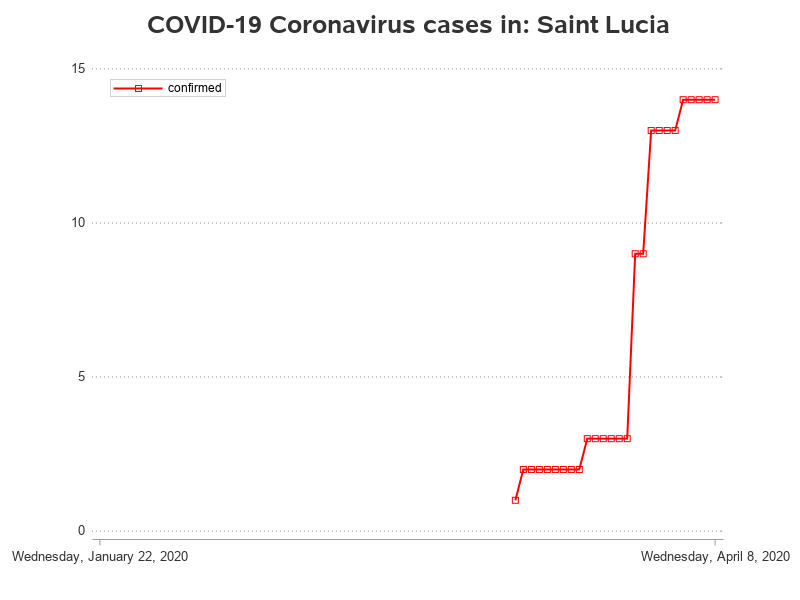 COVID-19 Coronavirus cases in: Saint Lucia
15
confirmed
10
5
0
Wednesday, January 22, 2020
Wednesday, April 8, 2020